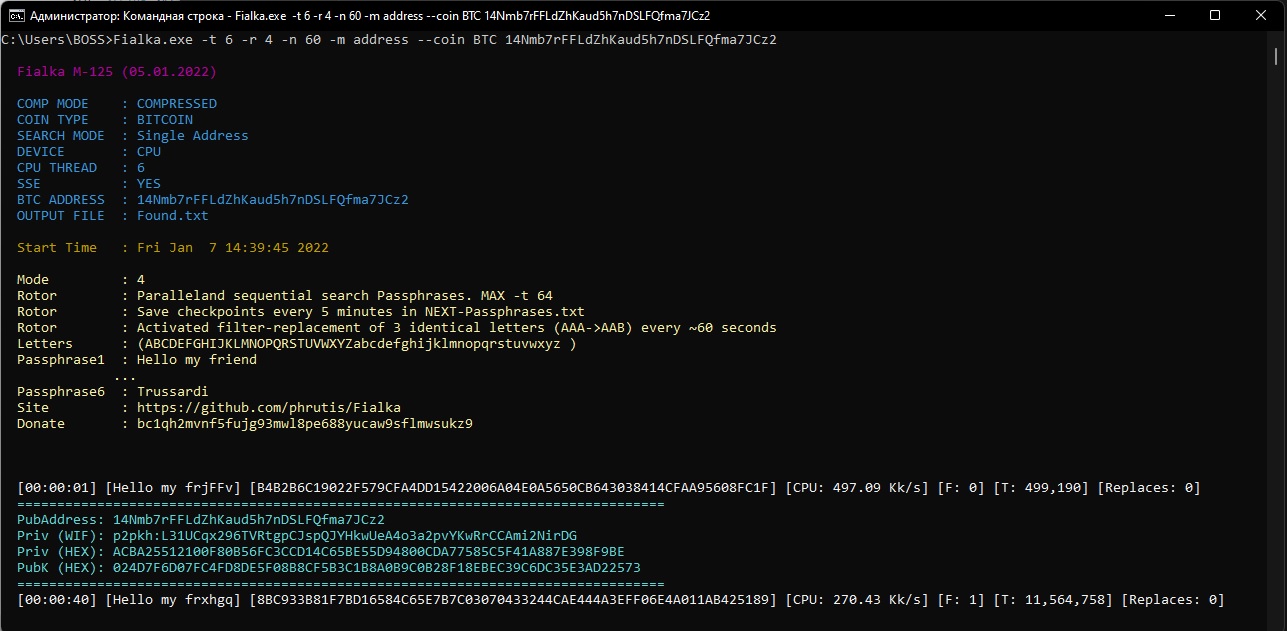 Администратор: Командная строка - Fialka.exe -t 6 -r 4 -n 60 -m address --coin BTC 14Nmb7rFFLdZhKaud5h7nDSLFQfma7JCz2
C:\Users\BOSS>Fialka.exe -t 6 -r 4 -n 60 -m address --coin BTC 14Nmb7rFFLdZhKaud5h7nDSLFQfma7JCz2
Fialka M-125 (05.01.2022)
COMP MODE    : COMPRESSED
COIN TYPE    : BITCOIN
SEARCH MODE  : Single Address
DEVICE       : CPU
CPU THREAD   : 6
SSE          : YES
BTC ADDRESS  : 14Nmb7rFFLdZhKaud5h7nDSLFQfma7JCz2
OUTPUT FILE  : Found.txt
Start Time   : Fri Jan  7 14:39:45 2022
Mode         : 4
Rotor        : Paralleland sequential search Passphrases. MAX -t 64
Rotor        : Save checkpoints every 5 minutes in NEXT-Passphrases.txt
Rotor        : Activated filter-replacement of 3 identical letters (AAA->AAB) every ~60 seconds
Letters      : (ABCDEFGHIJKLMNOPQRSTUVWXYZabcdefghijklmnopqrstuvwxyz )
Passphrase1  : Hello my friend
...
Passphrase6  : Trussardi
Site         : https://github.com/phrutis/Fialka
Donate       : bc1qh2mvnf5fujg93mwl8pe688yucaw9sflmwsukz9
[00:00:01] [Hello my frjFFv] [B4B2B6C19022F579CFA4DD15422006A04E0A5650CB643038414CFAA95608FC1F] [CPU: 497.09 Kk/s] [F: 0] [T: 499,190] [Replaces: 0]
=================================================================================
PubAddress: 14Nmb7rFFLdZhKaud5h7nDSLFQfma7JCz2
Priv (WIF): p2pkh:L31UCqx296TVRtgpCJspQJYHkwUeA4o3a2pvYKwRrCCAmi2NirDG
Priv (HEX): ACBA25512100F80B56FC3CCD14C65BE55D94800CDA77585C5F41A887E398F9BE
PubK (HEX): 024D7F6D07FC4FD8DE5F08B8CF5B3C1B8A0B9C0B28F18EBEC39C6DC35E3AD22573
=================================================================================
[00:00:40] [Hello my frxhgq] [8BC933B81F7BD16584C65E7B7C03070433244CAE444A3EFF06E4A011AB425189] [CPU: 270.43 Kk/s] [F: 1] [T: 11,564,758] [Replaces: 0]